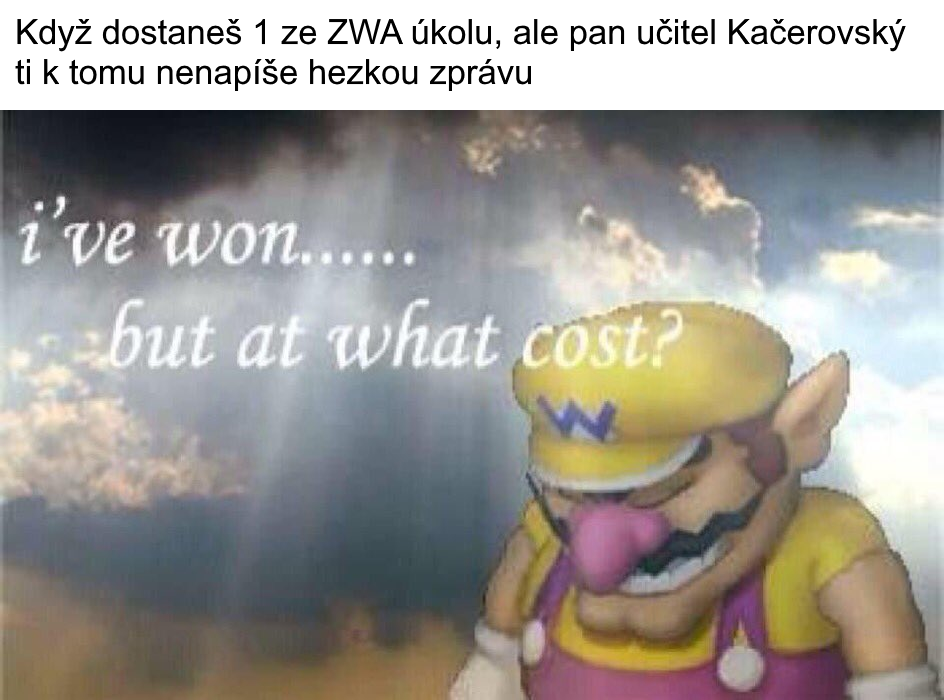 Když dostaneš 1 ze ZWA úkolu, ale pan učitel Kačerovský
ti k tomu nenapíše hezkou zprávu
i've won......
but at what cost?
W